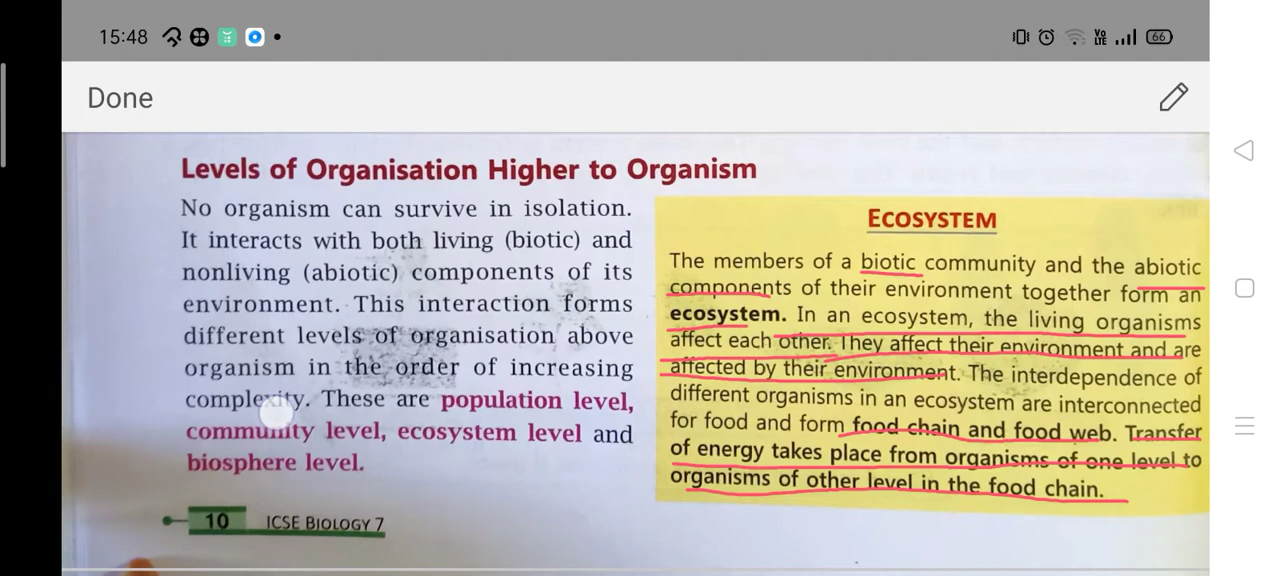 15:48
VO LTE 66
Done
Levels of Organisation Higher to Organism
No organism can survive in isolation.
It interacts with both living (biotic) and
nonliving (abiotic) components of its
environment. This interaction forms
different levels of organisation above
organism in the order of increasing
complexity. These are population level,
community level, ecosystem level and
biosphere level.
10 ICSE BIOLOGY 7
ECOSYSTEM
The members of a biotic community and the abiotic
components of their environment together form an
ecosystem. In an ecosystem, the living organisms
affect each other. They affect their environment and are
affected by their environment. The interdependence of
different organisms in an ecosystem are interconnected
for food and form food chain and food web. Transfer
of energy takes place from organisms of one level to
organisms of other level in the food chain.